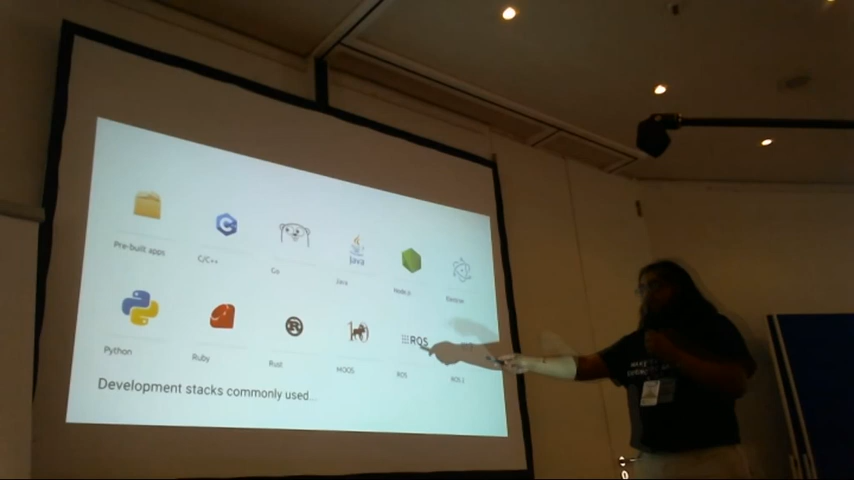 Pre-built apps
C/C++
Go
Java
Java
Node.js
Electron
Python
Ruby
Rust
MOOS
ROS
ROS
ROS 2
Development stacks commonly used...